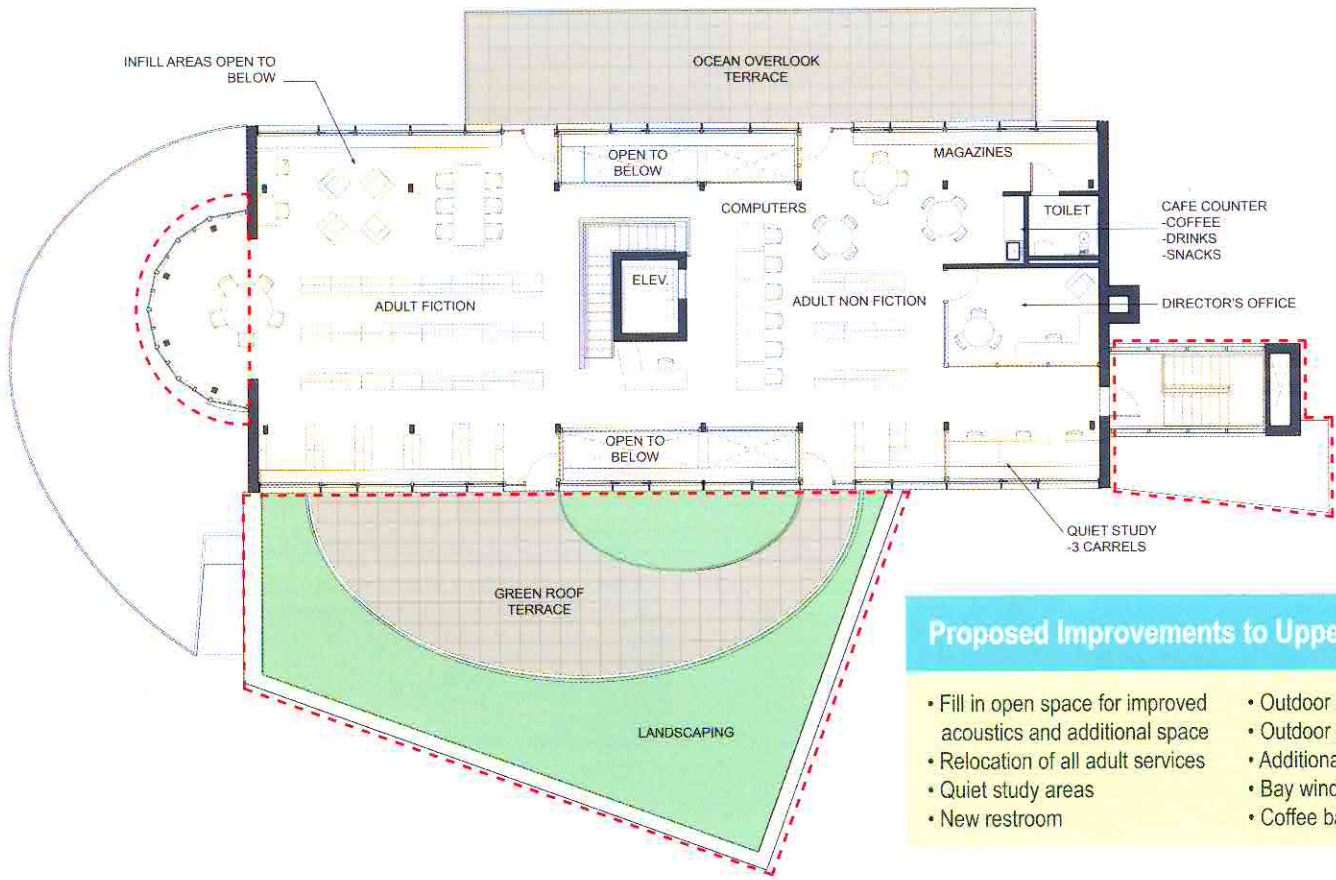 INFILL AREAS OPEN TO
BELOW
OCEAN OVERLOOK
TERRACE
OPEN TO
BELOW
MAGAZINES
COMPUTERS
TOILET
CAFE COUNTER
-COFFEE
-DRINKS
-SNACKS
ELEV.
ADULT FICTION
ADULT NON FICTION
DIRECTOR'S OFFICE
OPEN TO
BELOW
QUIET STUDY
-3 CARRELS
GREEN ROOF
TERRACE
LANDSCAPING
Proposed Improvements to Uppe
• Fill in open space for improved
acoustics and additional space
• Relocation of all adult services
• Quiet study areas
• New restroom
• Outdoor
• Outdoor
• Additiona
• Bay wind
• Coffee ba